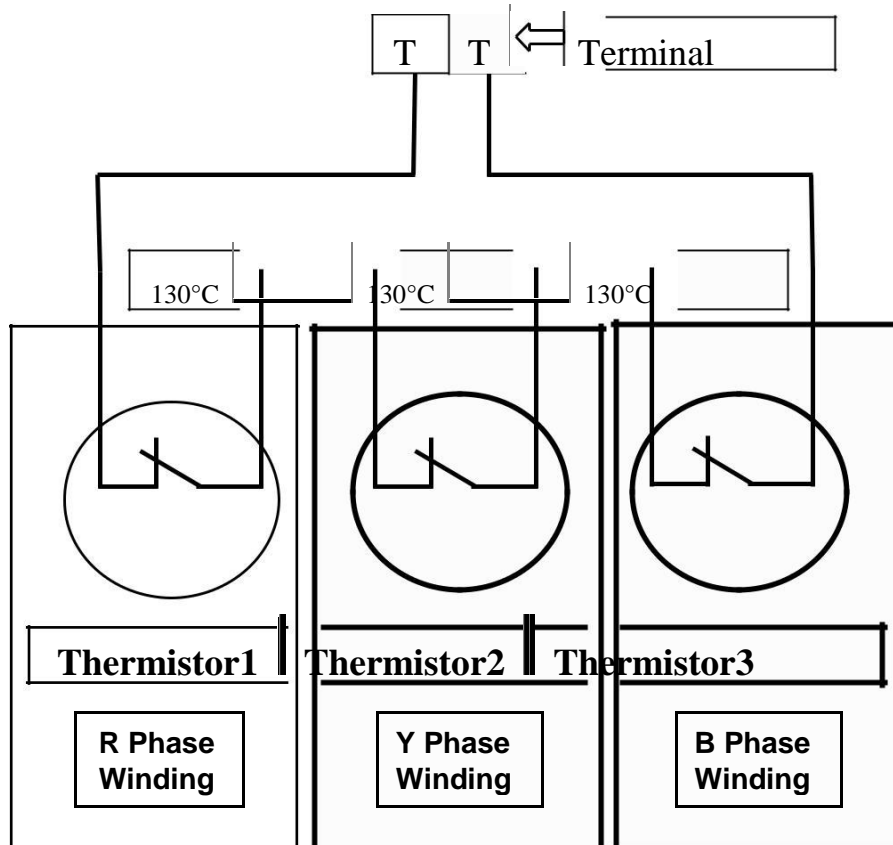 T T Terminal
130°C 130°C 130°C
Thermistor1 Thermistor2 Thermistor3
R Phase Y Phase B Phase
Winding Winding Winding